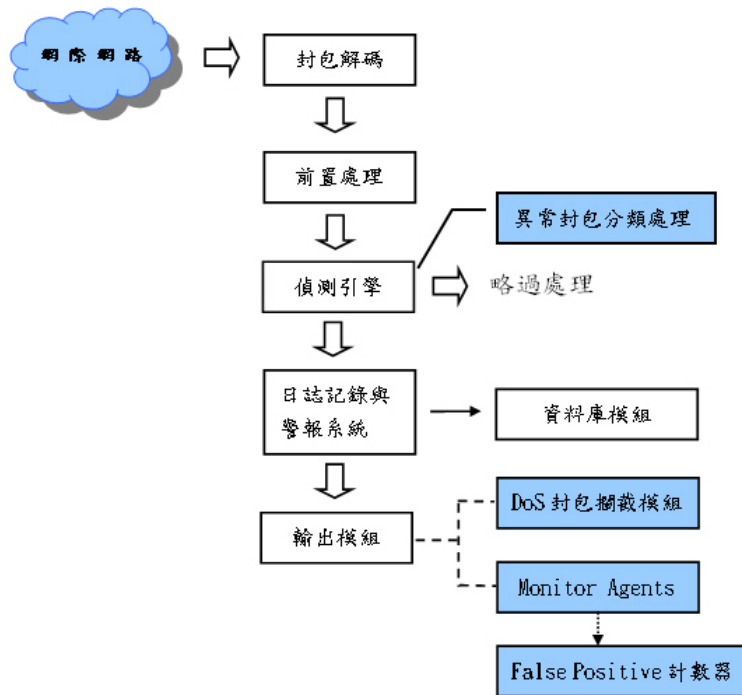 網際網路
封包解碼
前置處理
異常封包分類處理
偵測引擎
略過處理
日誌記錄與
警報系統
資料庫模組
DoS 封包攔截模組
輸出模組
Monitor Agents
False Positive 計數器